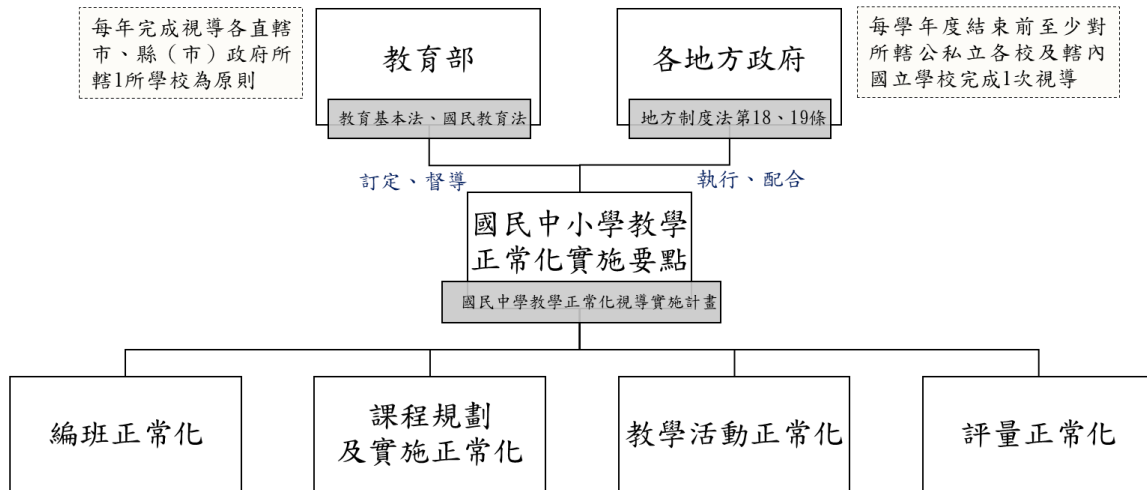 每年完成視導各直轄
市、縣（市）政府所
轄1所學校為原則
教育部
教育基本法、國民教育法
各地方政府
地方制度法第18、19條
每學年度結束前至少對
所轄公私立各校及轄內
國立學校完成1次視導
訂定、督導
執行、配合
國民中小學教學
正常化實施要點
國民中學教學正常化視導實施計畫
編班正常化
課程規劃
及實施正常化
教學活動正常化
評量正常化